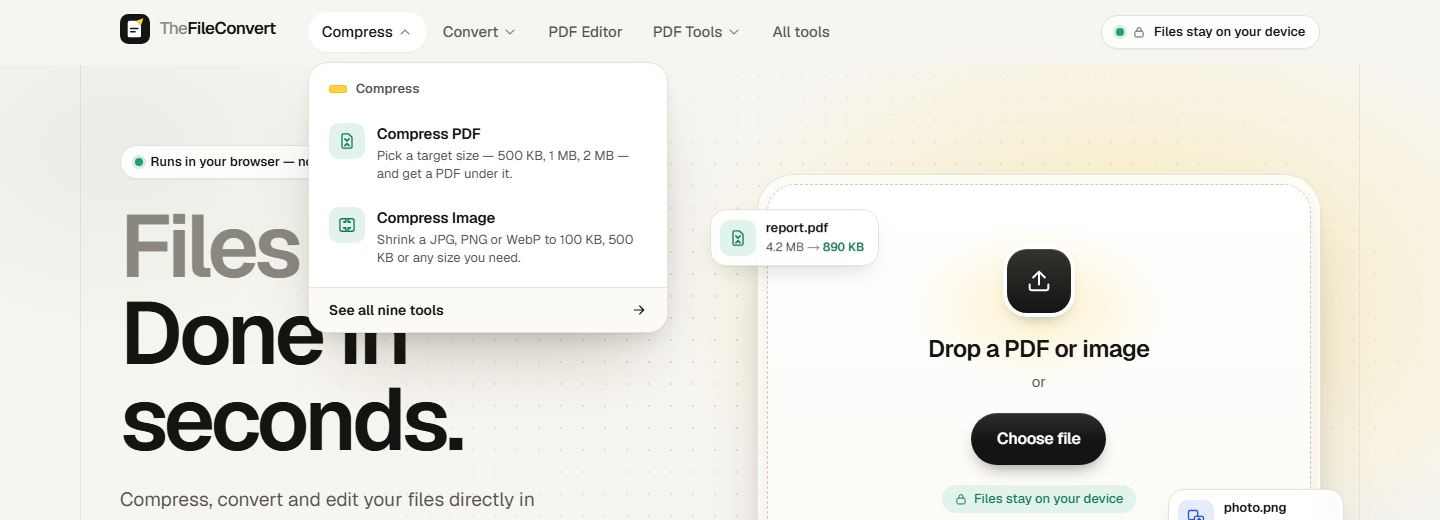 TheFileConvert
Compress
Convert
PDF Editor
PDF Tools
All tools
Files stay on your device
Compress
Compress PDF
Pick a target size — 500 KB, 1 MB, 2 MB —
and get a PDF under it.
Compress Image
Shrink a JPG, PNG or WebP to 100 KB, 500
KB or any size you need.
See all nine tools
Runs in your browser —
Files
Done in
seconds.
Compress, convert and edit your files directly in
report.pdf
4.2 MB → 890 KB
Drop a PDF or image
or
Choose file
Files stay on your device
photo.png